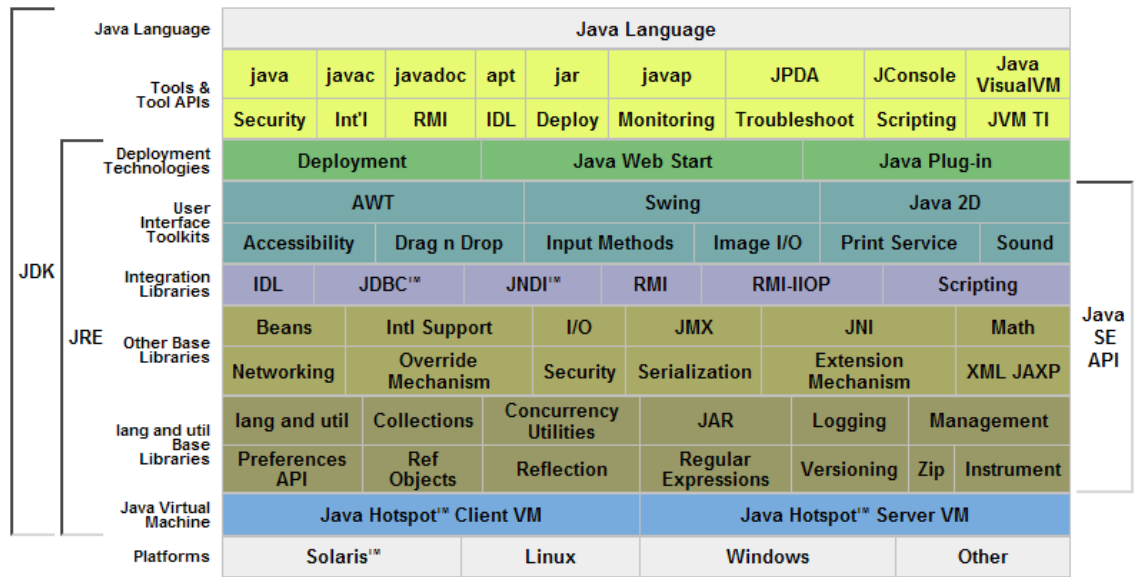 Java Language Java Language
Tools & Tool APIs
java javac javadoc apt jar javap JPDA JConsole Java VisualVM
Security Int'l RMI IDL Deploy Monitoring Troubleshoot Scripting JVM TI
Deployment Technologies
Deployment Java Web Start Java Plug-in
User Interface Toolkits
AWT Swing Java 2D
Accessibility Drag n Drop Input Methods Image I/O Print Service Sound
Integration Libraries
IDL JDBC™ JNDI™ RMI RMI-IIOP Scripting
JDK
JRE
Other Base Libraries
Beans Intl Support I/O JMX JNI Math
Networking Override Mechanism Security Serialization Extension Mechanism XML JAXP
Java SE API
lang and util Base Libraries
lang and util Collections Concurrency Utilities JAR Logging Management
Preferences API Ref Objects Reflection Regular Expressions Versioning Zip Instrument
Java Virtual Machine
Java Hotspot™ Client VM Java Hotspot™ Server VM
Platforms Solaris™ Linux Windows Other